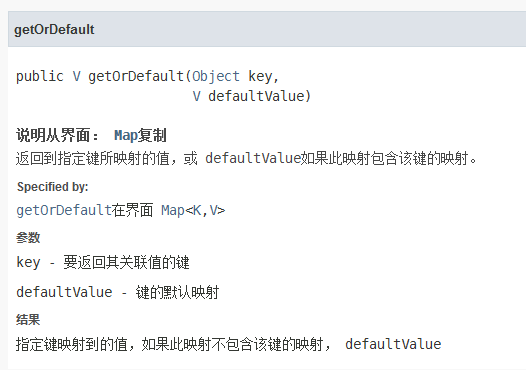 getOrDefault
public V getOrDefault(Object key,
V defaultValue)
说明从界面： Map复制
返回到指定键所映射的值，或 defaultValue如果此映射包含该键的映射。
Specified by:
getOrDefault在界面 Map<K,V>
参数
key - 要返回其关联值的键
defaultValue - 键的默认映射
结果
指定键映射到的值，如果此映射不包含该键的映射， defaultValue